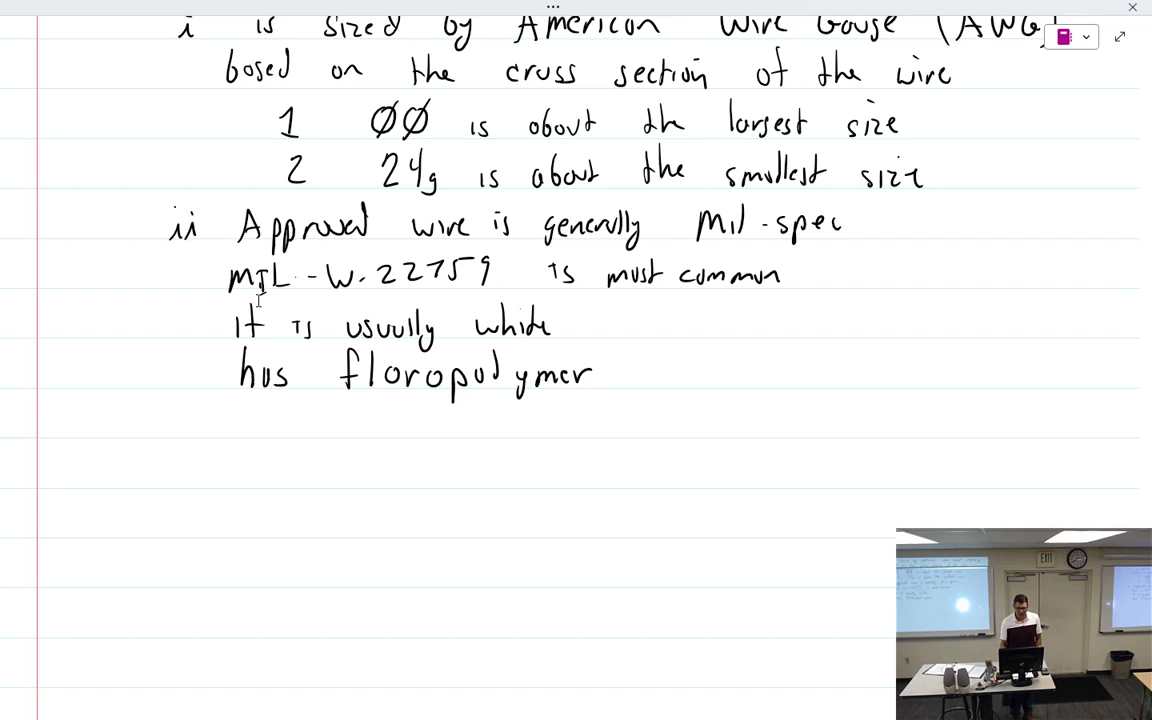 i is sized by American Wire Gauge (AWG)
based on the cross section of the wire
1 ØØ is about the largest size
2 24g is about the smallest size
ii Approved wire is generally Mil-spec
MIL-W-22759 is most common
It is usually white
has floropolymer
EXIT